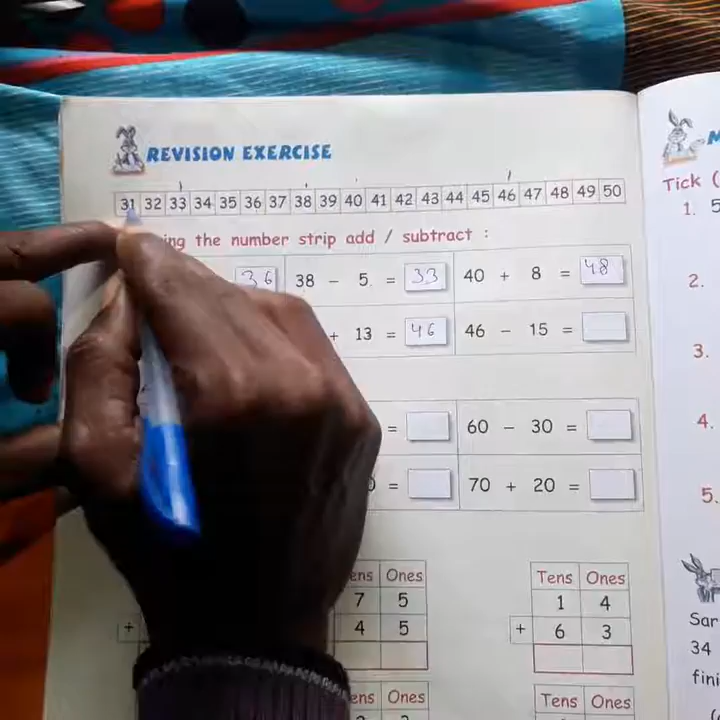 REVISION EXERCISE
31 32 33 34 35 36 37 38 39 40 41 42 43 44 45 46 47 48 49 50
Tick (
ing the number strip add / subtract :
1. 5
36 38 - 5 = 33 40 + 8 = 48
2.
+ 13 = 46 46 - 15 =
3.
= 60 - 30 =
4.
= 70 + 20 =
5.
ens Ones Tens Ones
7 5 1 4
+ 4 5 + 6 3
Sar
34
fini
ens Ones Tens Ones